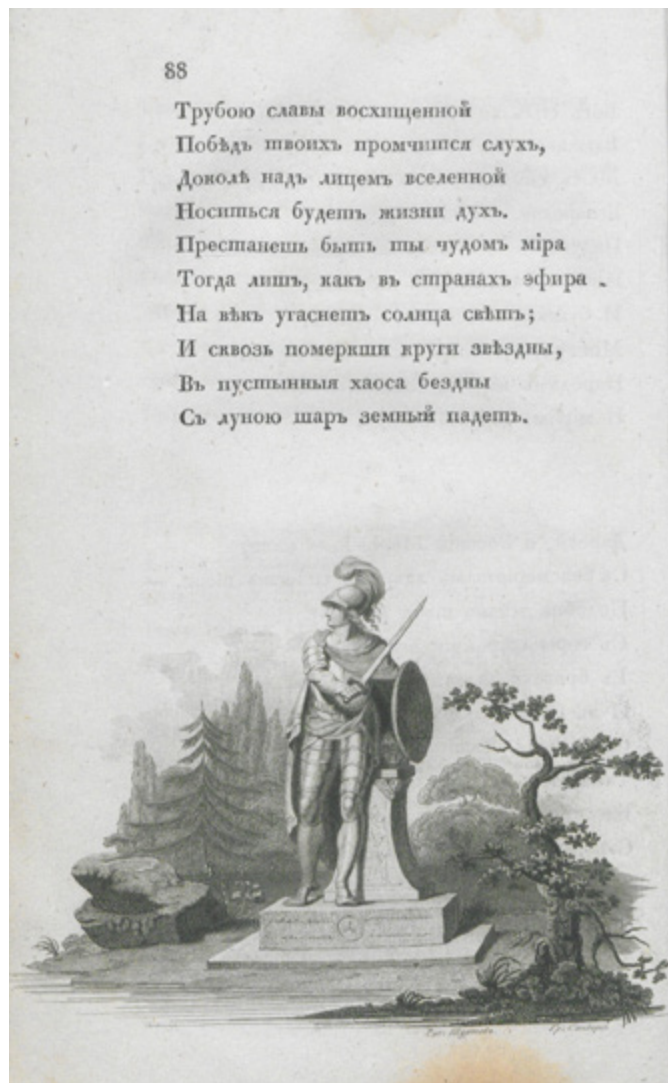 88
Трубою славы восхищенной
Побѣдъ твоихъ промчится слухъ,
Доколѣ надъ лицемъ вселенной
Носиться будетъ жизни духъ.
Престанешь быть ты чудомъ міра
Тогда лишь, какъ въ странахъ эфира
На вѣкъ угаснетъ солнца свѣтъ;
И сквозь померкши круги звѣздны,
Въ пустынныя хаоса бездны
Съ луною шаръ земный падетъ.